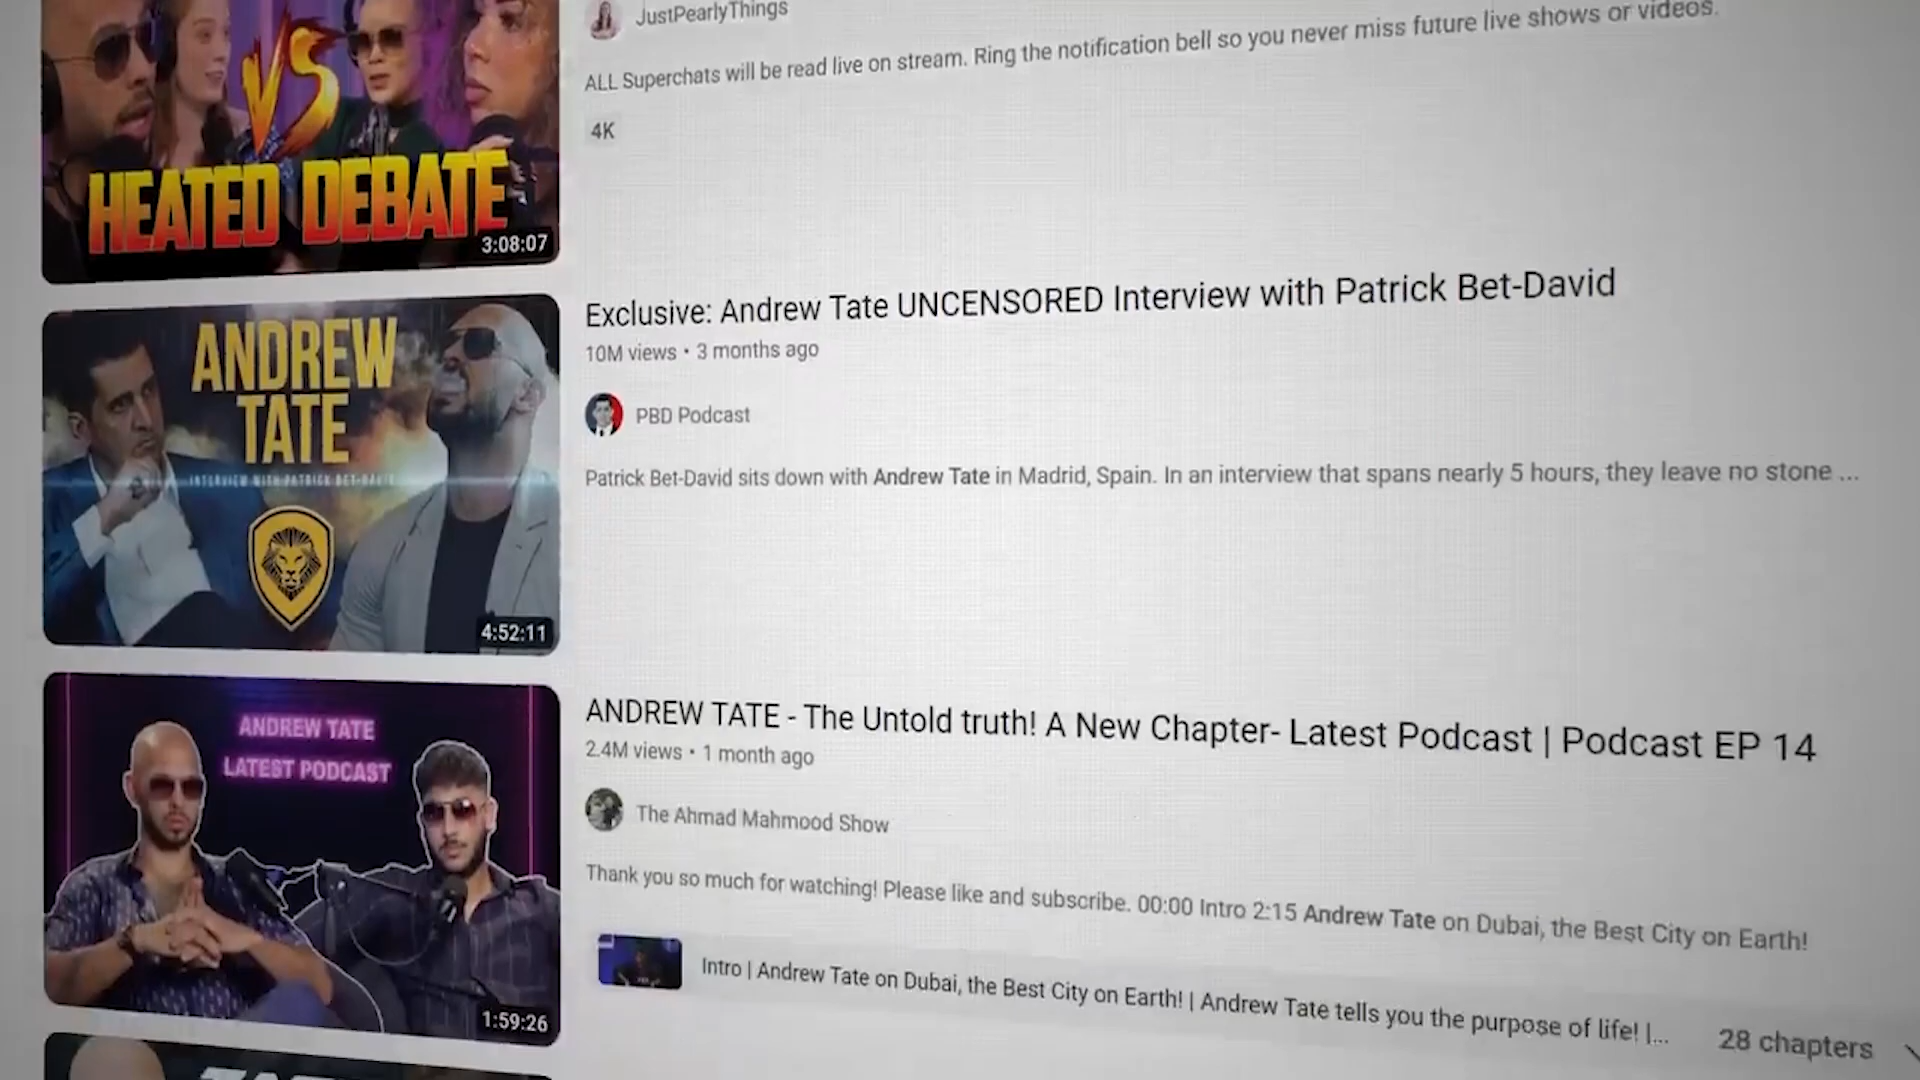 JustPearlyThings
ALL Superchats will be read live on stream. Ring the notification bell so you never miss future live shows or videos.
4K
VS
HEATED DEBATE
3:08:07
Exclusive: Andrew Tate UNCENSORED Interview with Patrick Bet-David
10M views • 3 months ago
PBD Podcast
Patrick Bet-David sits down with Andrew Tate in Madrid, Spain. In an interview that spans nearly 5 hours, they leave no stone ...
ANDREW
TATE
INTERVIEW WITH PATRICK BET-DAVID
4:52:11
ANDREW TATE - The Untold truth! A New Chapter- Latest Podcast | Podcast EP 14
2.4M views • 1 month ago
The Ahmad Mahmood Show
Thank you so much for watching! Please like and subscribe. 00:00 Intro 2:15 Andrew Tate on Dubai, the Best City on Earth!
Intro | Andrew Tate on Dubai, the Best City on Earth! | Andrew Tate tells you the purpose of life! |...
28 chapters
ANDREW TATE
LATEST PODCAST
1:59:26